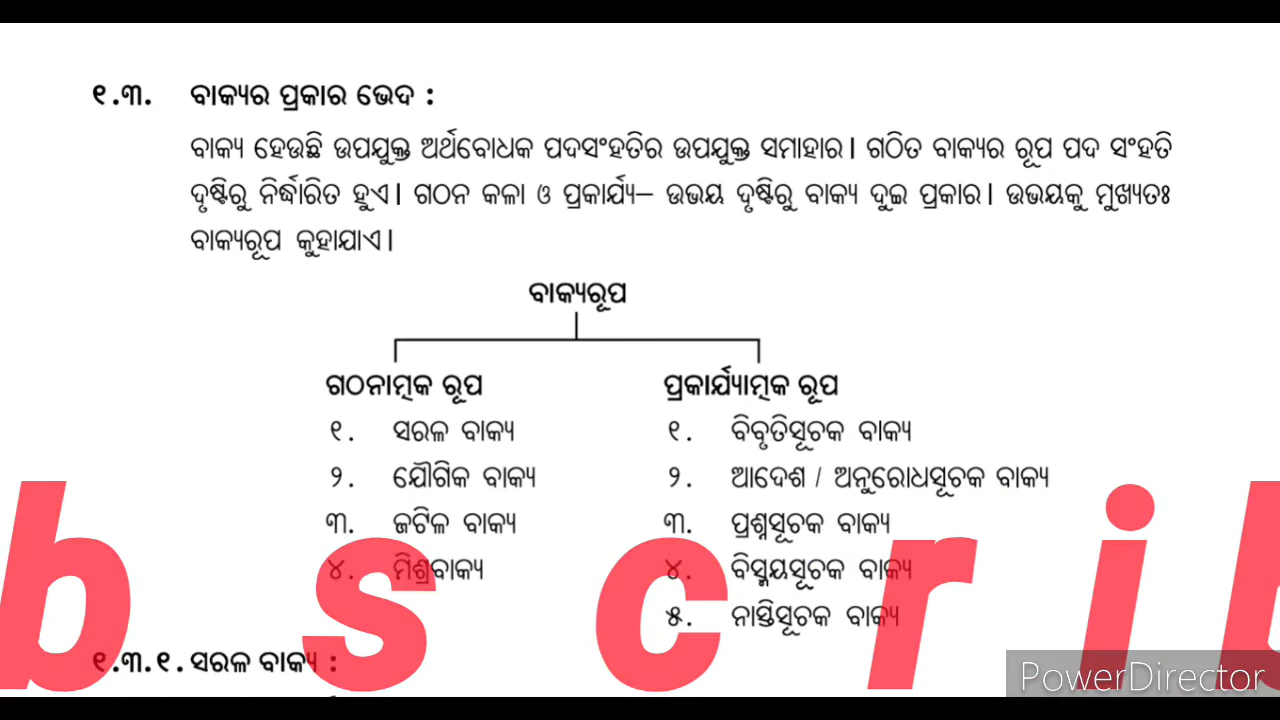 ୧.୩. ବାକ୍ୟର ପ୍ରକାର ଭେଦ :
ବାକ୍ୟ ହେଉଛି ଉପଯୁକ୍ତ ଅର୍ଥବୋଧକ ପଦସଂହତିର ଉପଯୁକ୍ତ ସମାହାର। ଗଠିତ ବାକ୍ୟର ରୂପ ପଦ ସଂହତି
ଦୃଷ୍ଟିରୁ ନିର୍ଦ୍ଧାରିତ ହୁଏ। ଗଠନ କଳା ଓ ପ୍ରକାର୍ଯ୍ୟ– ଉଭୟ ଦୃଷ୍ଟିରୁ ବାକ୍ୟ ଦୁଇ ପ୍ରକାର। ଉଭୟକୁ ମୁଖ୍ୟତଃ
ବାକ୍ୟରୂପ କୁହାଯାଏ।
ବାକ୍ୟରୂପ
ଗଠନାତ୍ମକ ରୂପ ପ୍ରକାର୍ଯ୍ୟାତ୍ମକ ରୂପ
୧. ସରଳ ବାକ୍ୟ ୧. ବିବୃତିସୂଚକ ବାକ୍ୟ
୨. ଯୌଗିକ ବାକ୍ୟ ୨. ଆଦେଶ / ଅନୁରୋଧସୂଚକ ବାକ୍ୟ
୩. ଜଟିଳ ବାକ୍ୟ ୩. ପ୍ରଶ୍ନସୂଚକ ବାକ୍ୟ
୪. ମିଶ୍ରବାକ୍ୟ ୪. ବିସ୍ମୟସୂଚକ ବାକ୍ୟ
୫. ନାସ୍ତିସୂଚକ ବାକ୍ୟ
b s c r i b
୧.୩.୧. ସରଳ ବାକ୍ୟ :
PowerDirector